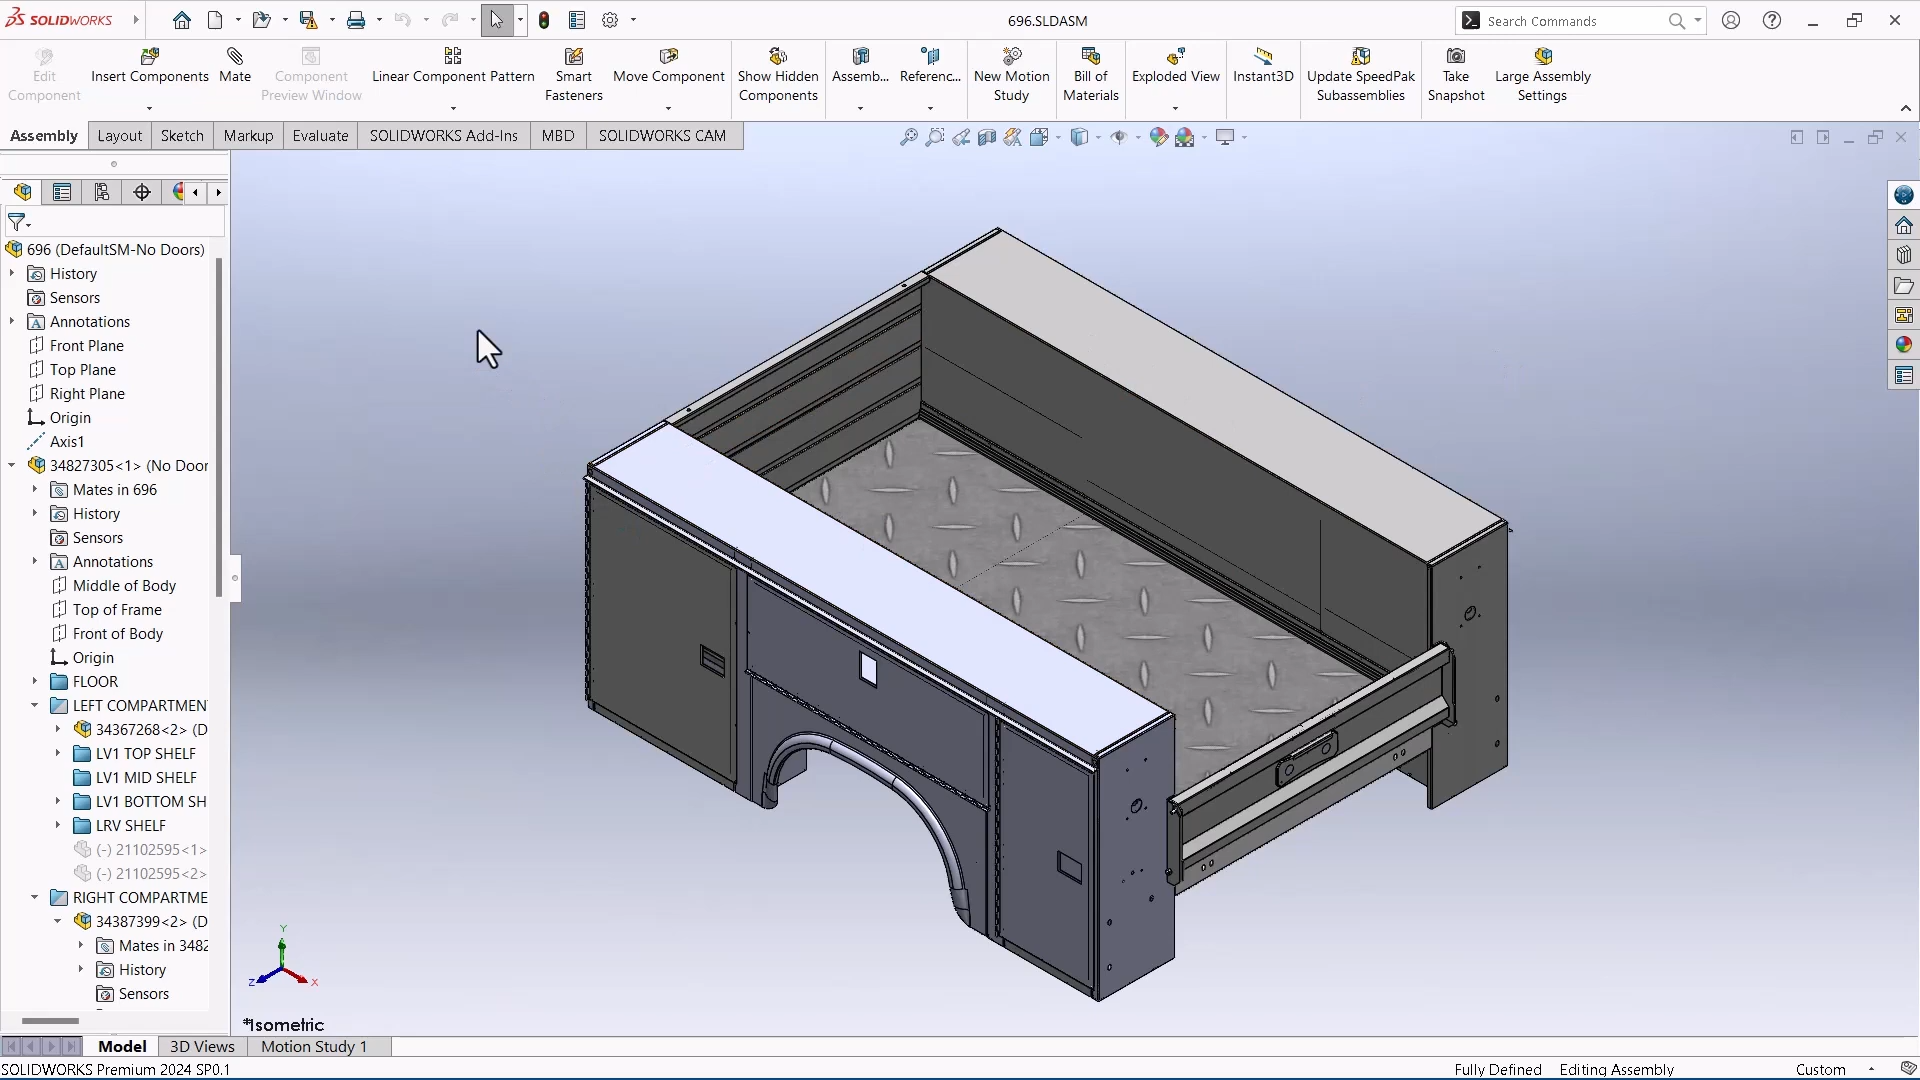 SOLIDWORKS
696.SLDASM
Search Commands
Edit
Component
Insert Components
Mate
Component
Preview Window
Linear Component Pattern
Smart
Fasteners
Move Component
Show Hidden
Components
Assemb...
Referenc...
New Motion
Study
Bill of
Materials
Exploded View
Instant3D
Update SpeedPak
Subassemblies
Take
Snapshot
Large Assembly
Settings
Assembly
Layout
Sketch
Markup
Evaluate
SOLIDWORKS Add-Ins
MBD
SOLIDWORKS CAM
696 (DefaultSM-No Doors)
History
Sensors
Annotations
Front Plane
Top Plane
Right Plane
Origin
Axis1
34827305<1> (No Door
Mates in 696
History
Sensors
Annotations
Middle of Body
Top of Frame
Front of Body
Origin
FLOOR
LEFT COMPARTMEN
34367268<2> (D
LV1 TOP SHELF
LV1 MID SHELF
LV1 BOTTOM SH
LRV SHELF
(-) 21102595<1>
(-) 21102595<2>
RIGHT COMPARTME
34387399<2> (D
Mates in 3482
History
Sensors
Y
Z
X
*Isometric
Model
3D Views
Motion Study 1
SOLIDWORKS Premium 2024 SP0.1
Fully Defined
Editing Assembly
Custom